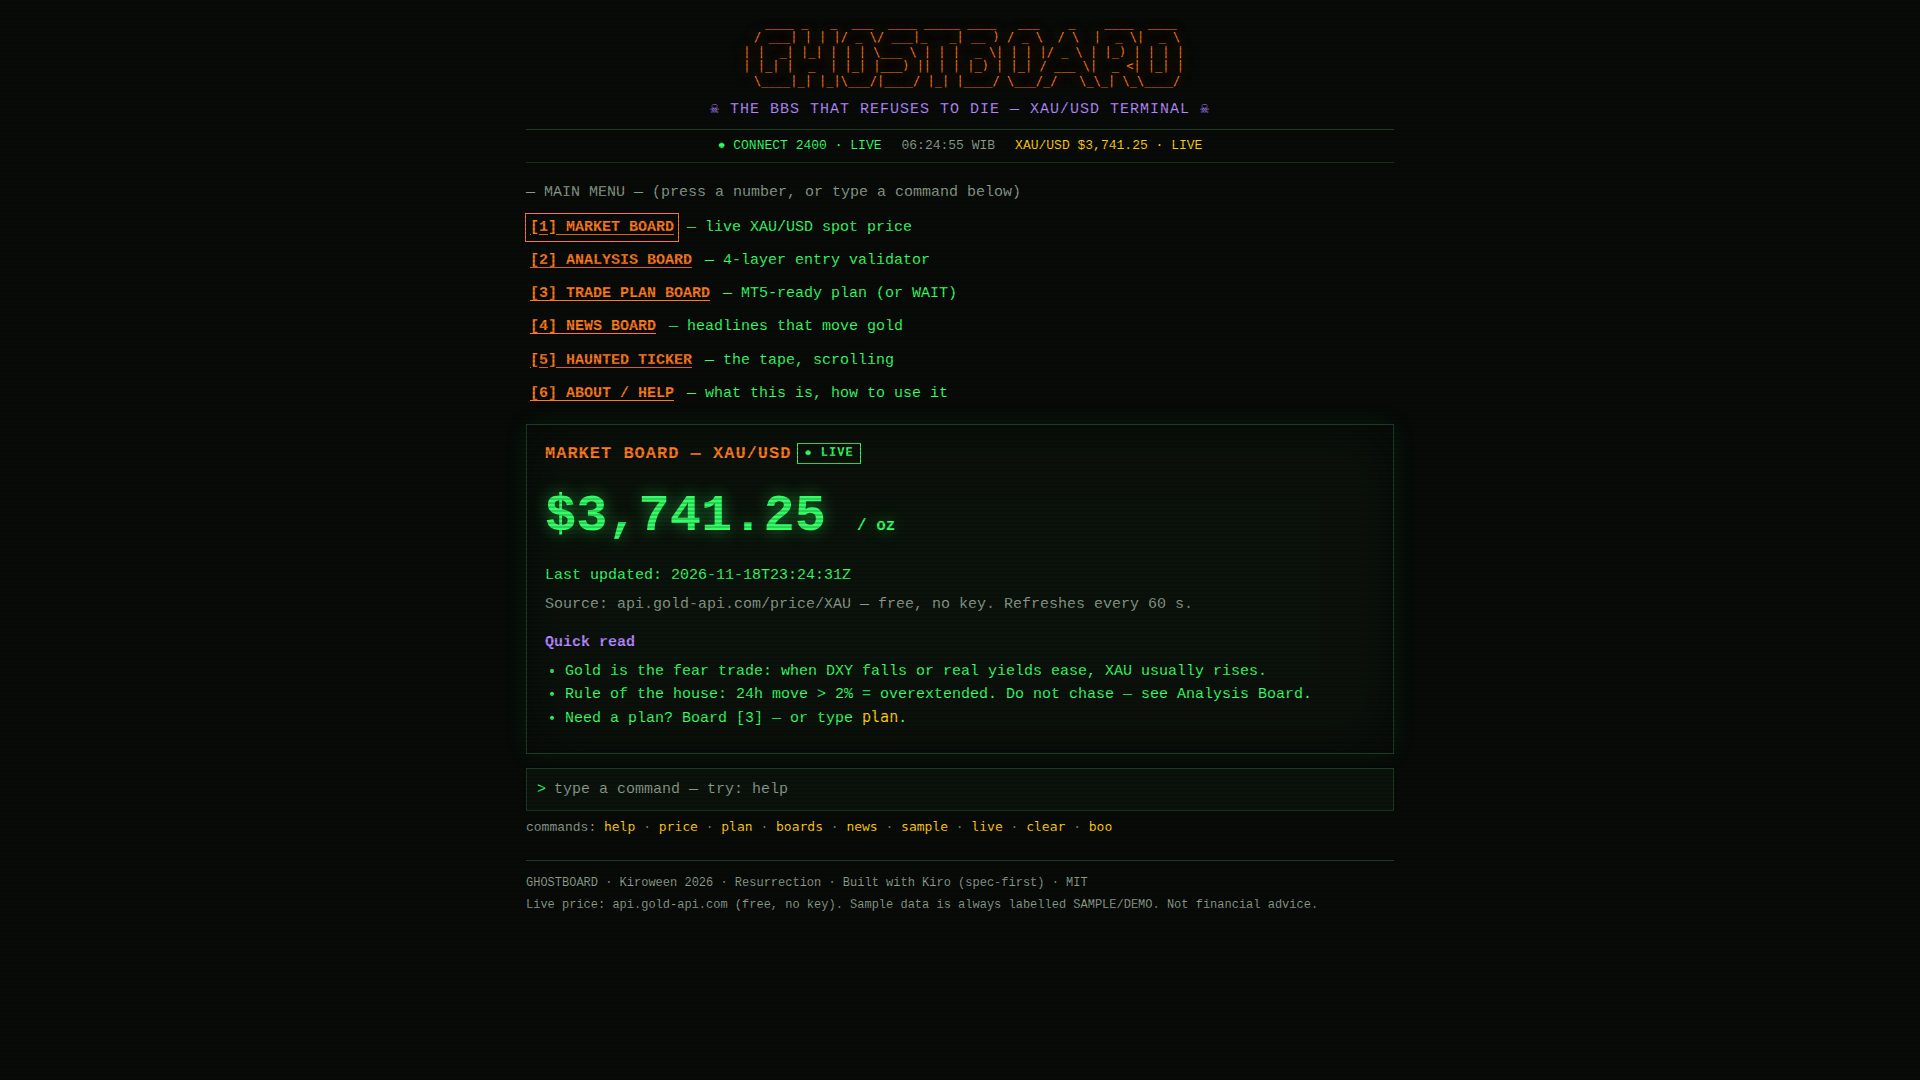 GHOSTBOARD
☠ THE BBS THAT REFUSES TO DIE — XAU/USD TERMINAL ☠
● CONNECT 2400 · LIVE 06:24:55 WIB XAU/USD $3,741.25 · LIVE
— MAIN MENU — (press a number, or type a command below)
[1] MARKET BOARD — live XAU/USD spot price
[2] ANALYSIS BOARD — 4-layer entry validator
[3] TRADE PLAN BOARD — MT5-ready plan (or WAIT)
[4] NEWS BOARD — headlines that move gold
[5] HAUNTED TICKER — the tape, scrolling
[6] ABOUT / HELP — what this is, how to use it
MARKET BOARD — XAU/USD ● LIVE
$3,741.25 / oz
Last updated: 2026-11-18T23:24:31Z
Source: api.gold-api.com/price/XAU — free, no key. Refreshes every 60 s.
Quick read
• Gold is the fear trade: when DXY falls or real yields ease, XAU usually rises.
• Rule of the house: 24h move > 2% = overextended. Do not chase — see Analysis Board.
• Need a plan? Board [3] — or type plan.
> type a command — try: help
commands: help · price · plan · boards · news · sample · live · clear · boo
GHOSTBOARD · Kiroween 2026 · Resurrection · Built with Kiro (spec-first) · MIT
Live price: api.gold-api.com (free, no key). Sample data is always labelled SAMPLE/DEMO. Not financial advice.